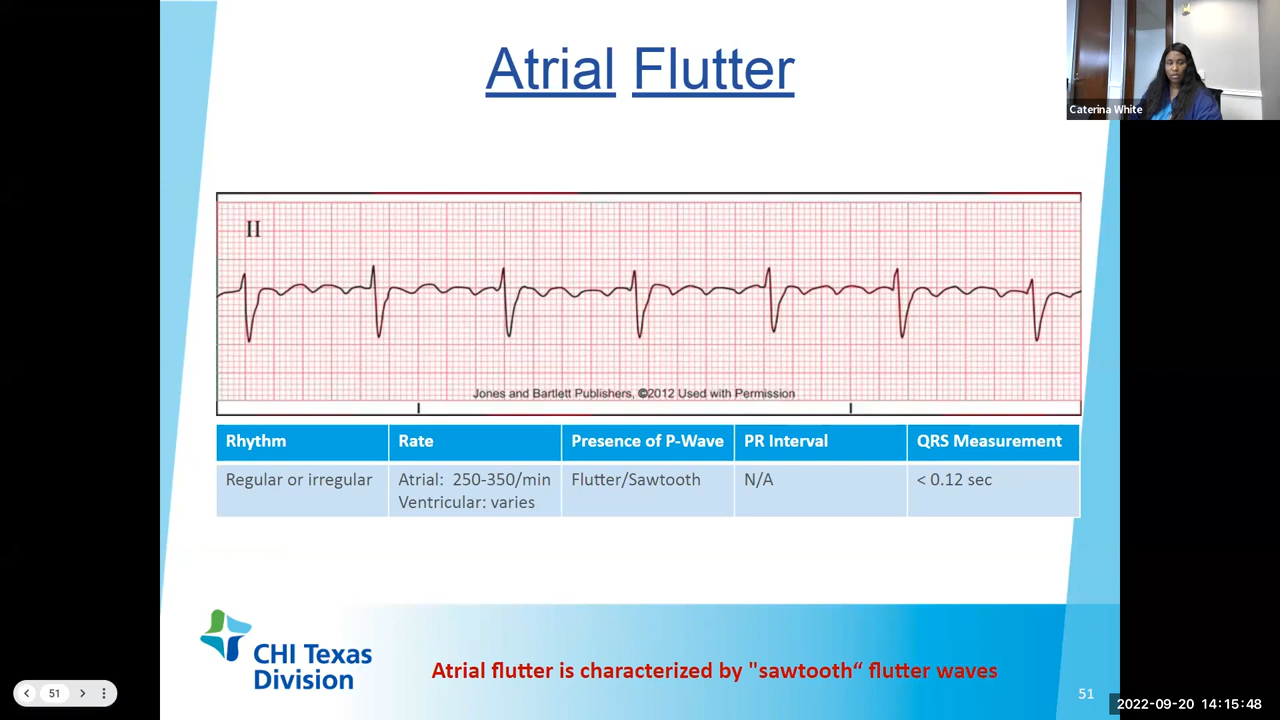 Atrial Flutter
Caterina White
II
Jones and Bartlett Publishers, ©2012 Used with Permission
Rhythm Rate Presence of P-Wave PR Interval QRS Measurement
Regular or irregular Atrial: 250-350/min Flutter/Sawtooth N/A < 0.12 sec
Ventricular: varies
CHI Texas
Division
Atrial flutter is characterized by "sawtooth“ flutter waves
51
51
2022-09-20 14:15:48